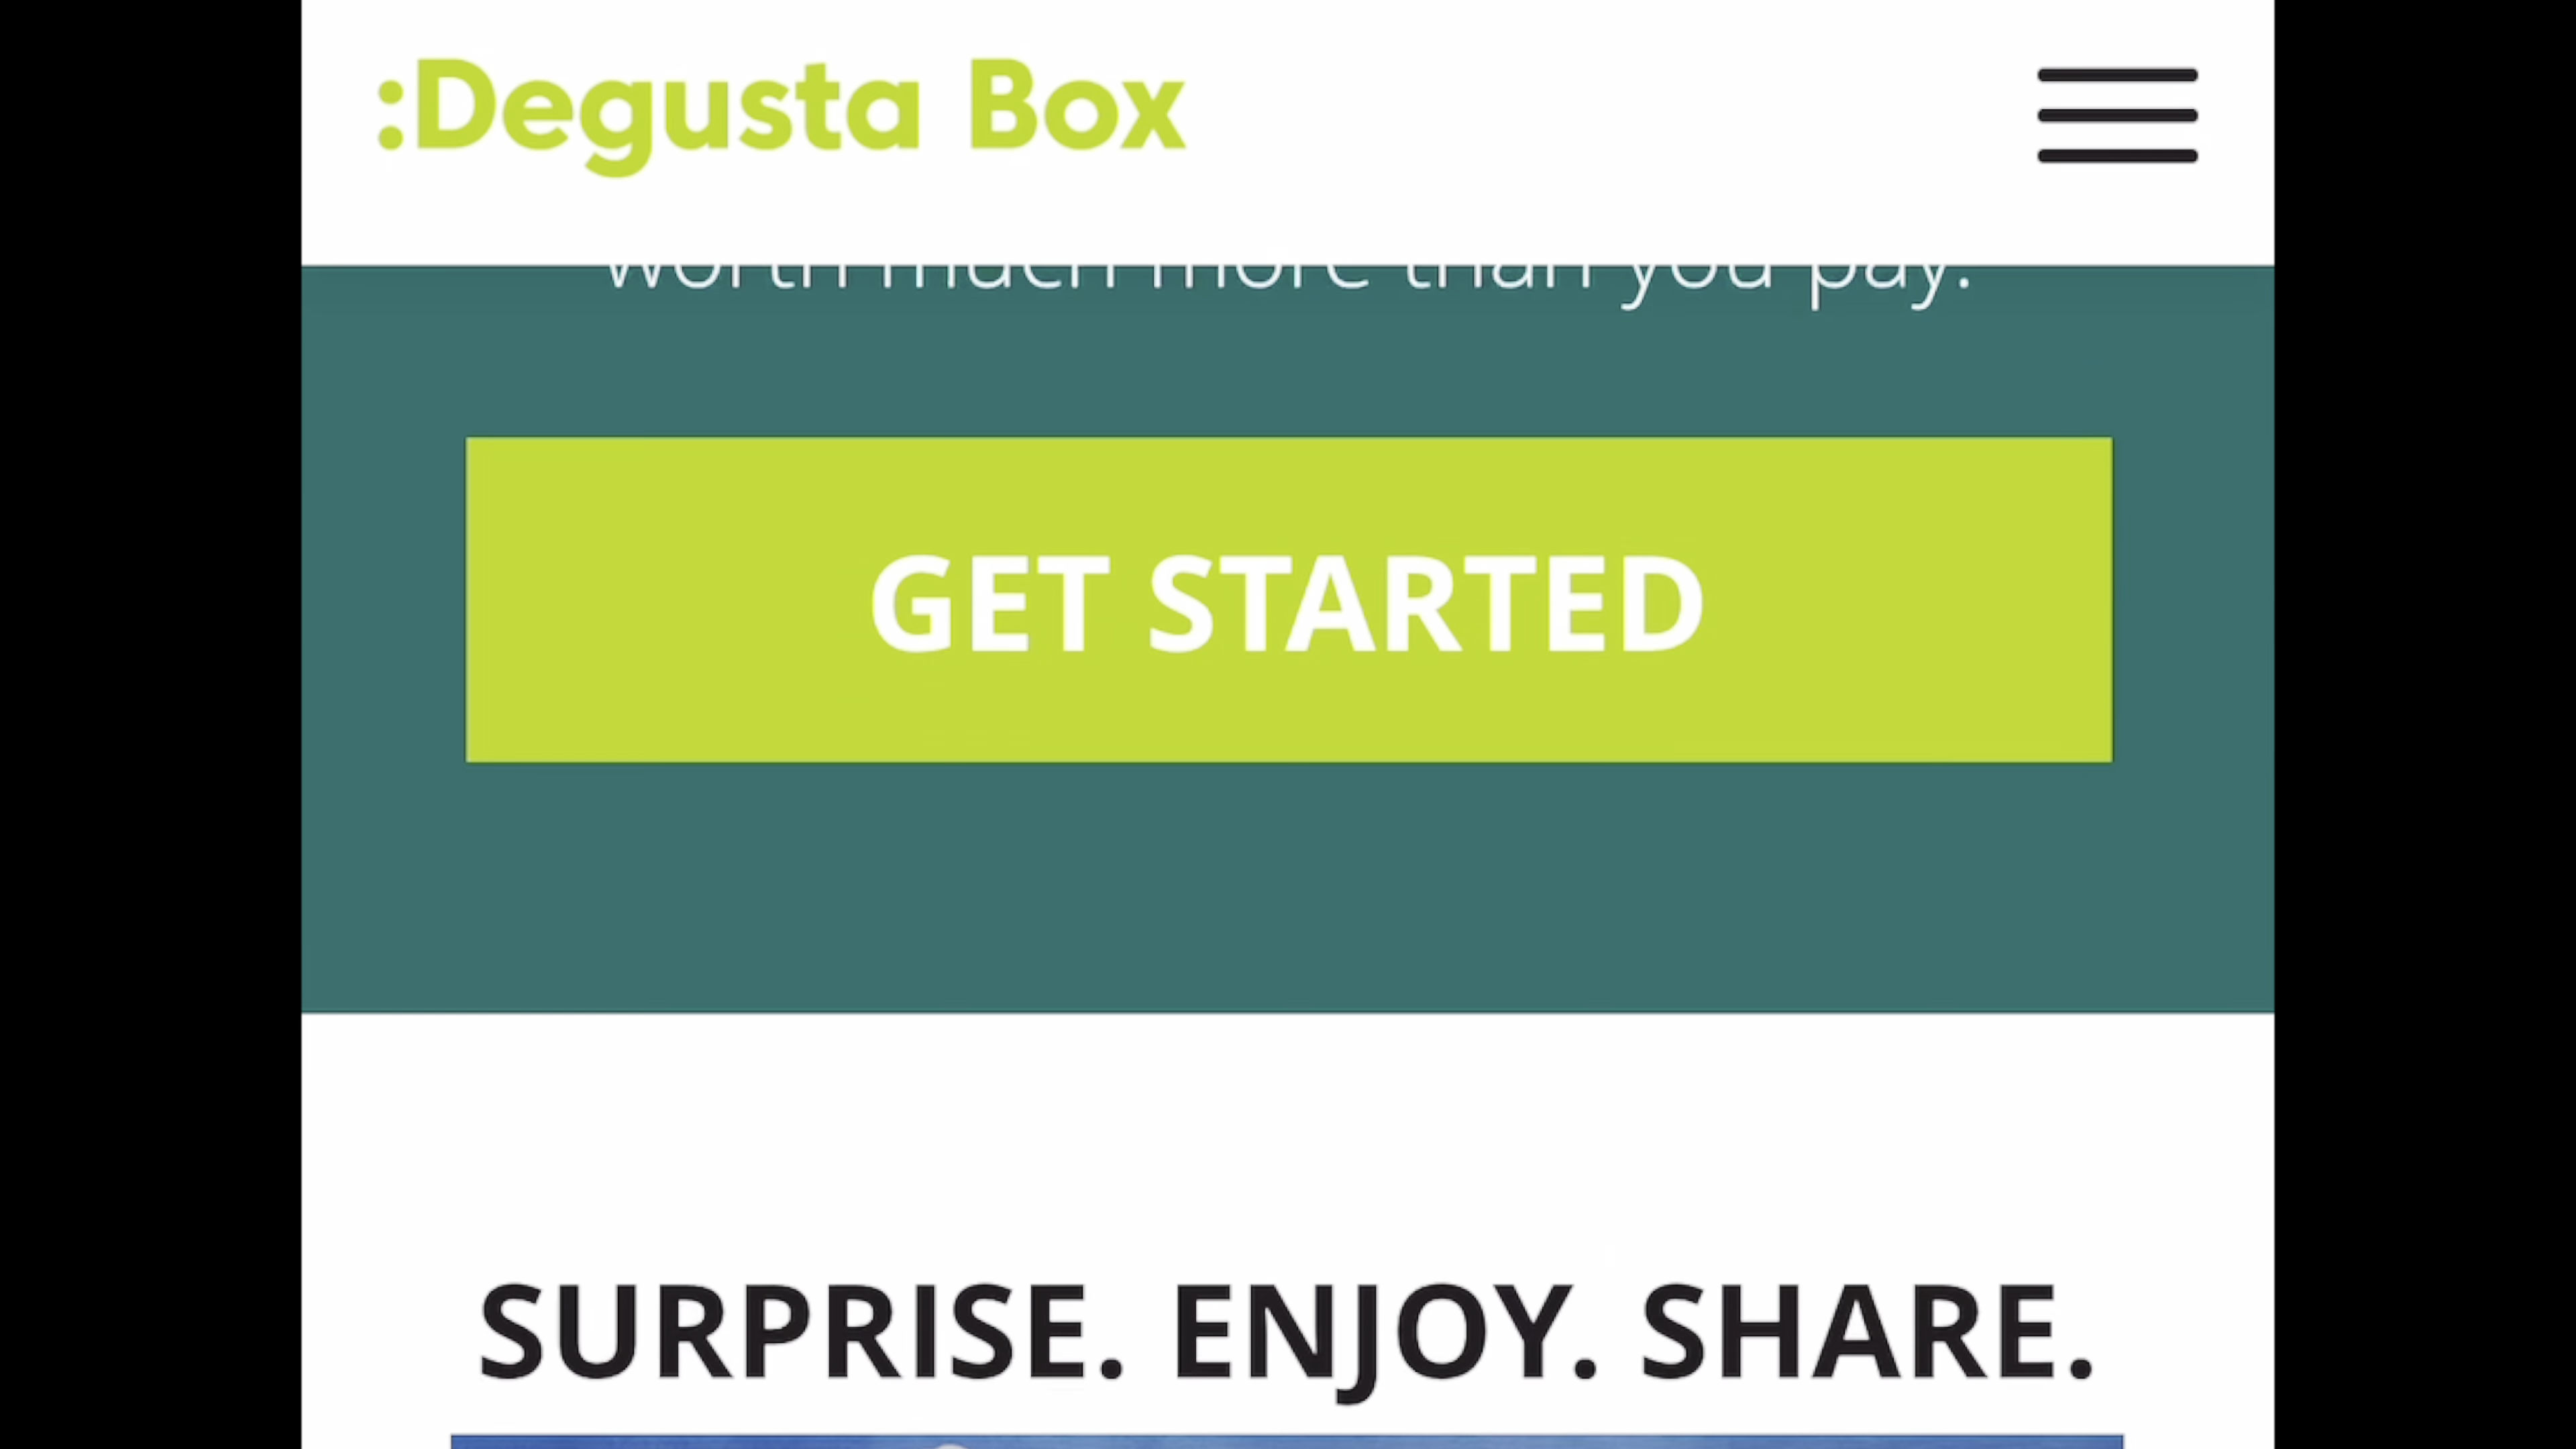 :Degusta Box
worth much more than you pay.
GET STARTED
SURPRISE. ENJOY. SHARE.